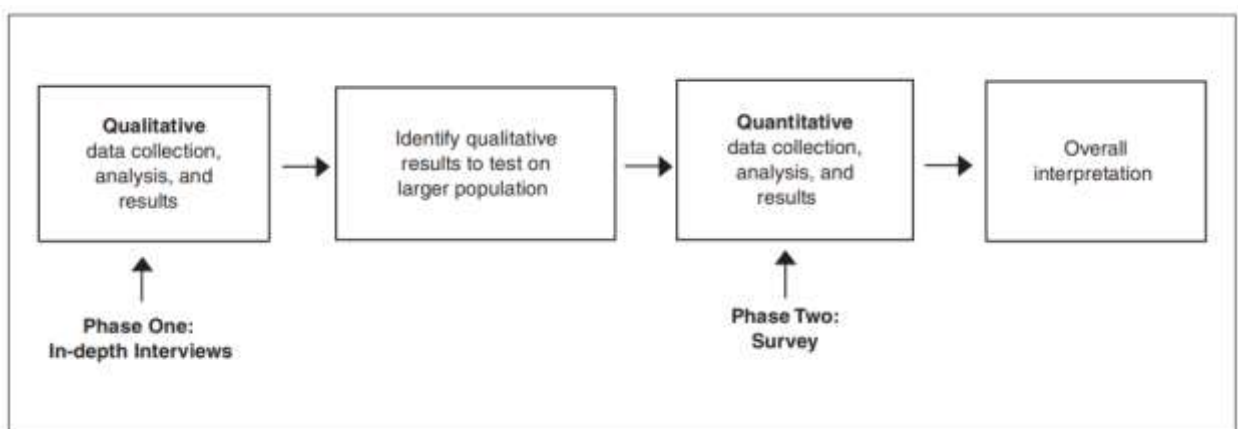 Qualitative
data collection,
analysis, and
results
Identify qualitative
results to test on
larger population
Quantitative
data collection,
analysis, and
results
Overall
interpretation
Phase One:
In-depth Interviews
Phase Two:
Survey